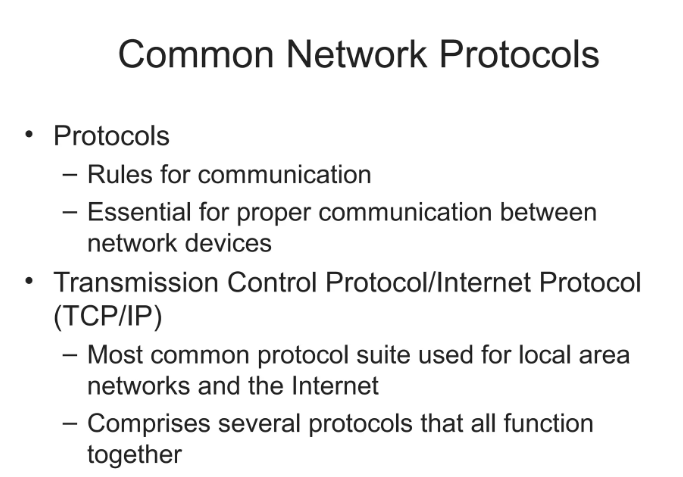 Common Network Protocols
• Protocols
– Rules for communication
– Essential for proper communication between
network devices
• Transmission Control Protocol/Internet Protocol
(TCP/IP)
– Most common protocol suite used for local area
networks and the Internet
– Comprises several protocols that all function
together